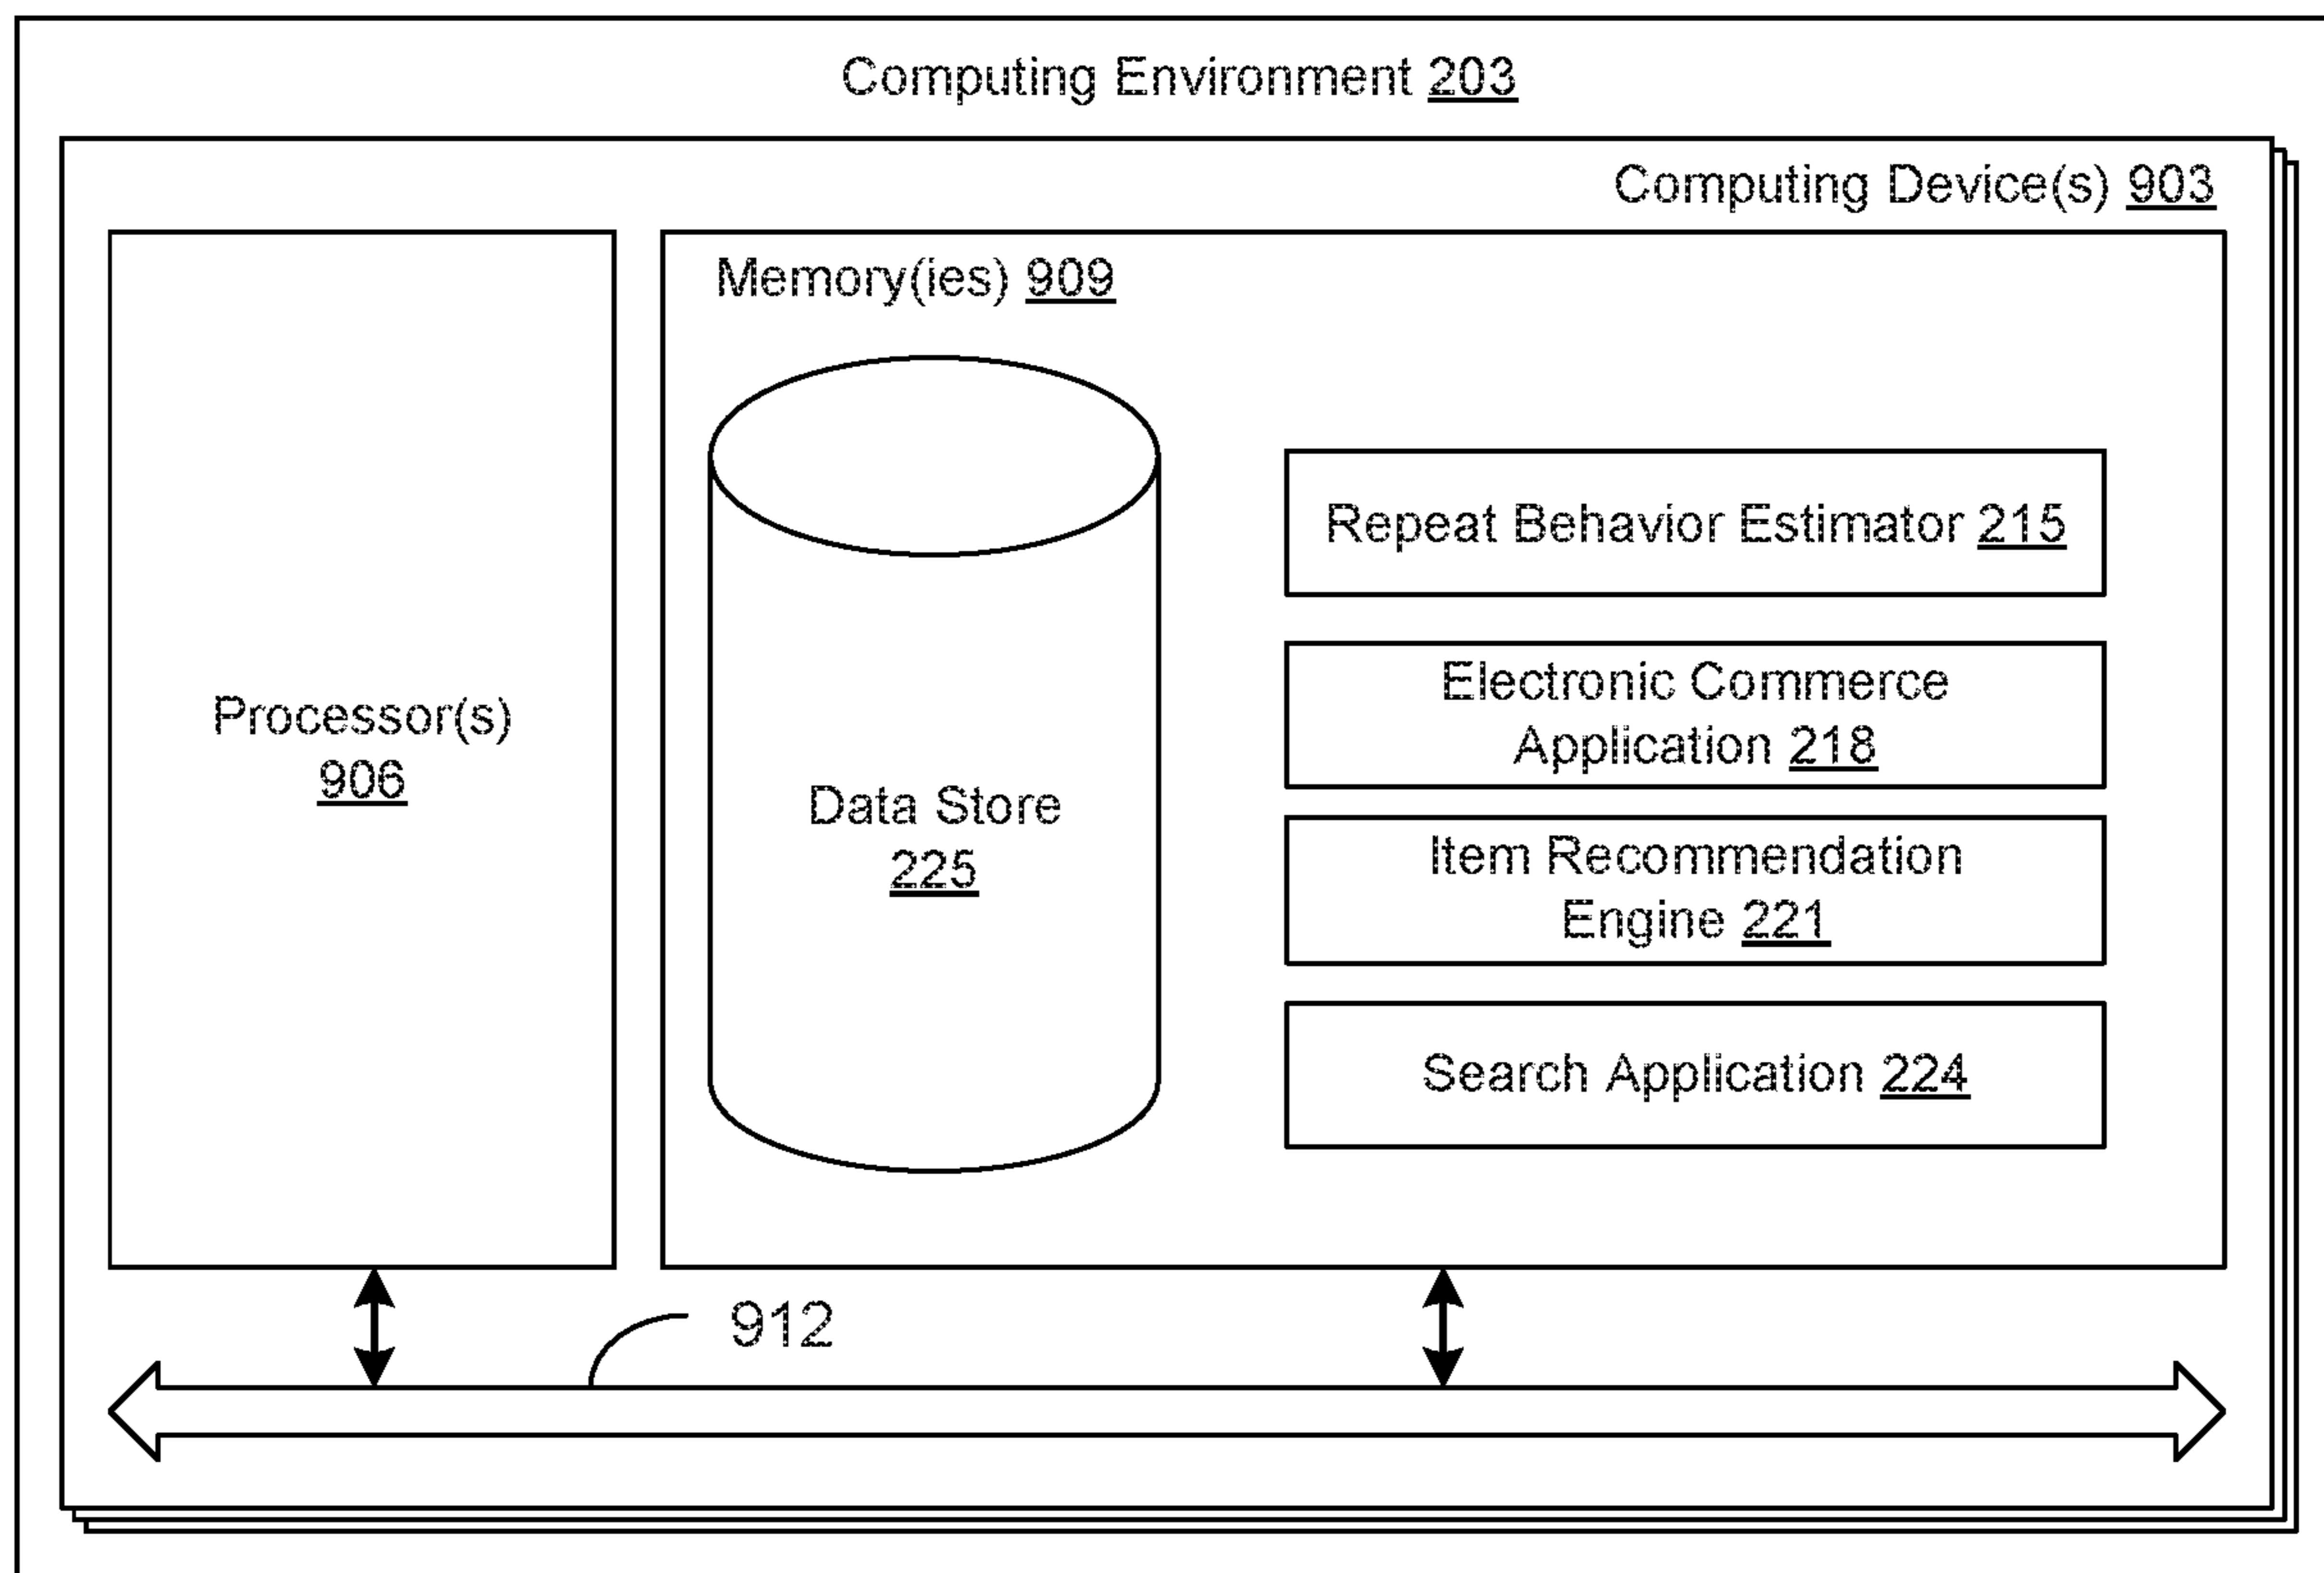 Computing Environment 203
Computing Device(s) 903
Memory(ies) 909
Processor(s)
906
Data Store
225
Repeat Behavior Estimator 215
Electronic Commerce
Application 218
Item Recommendation
Engine 221
Search Application 224
912